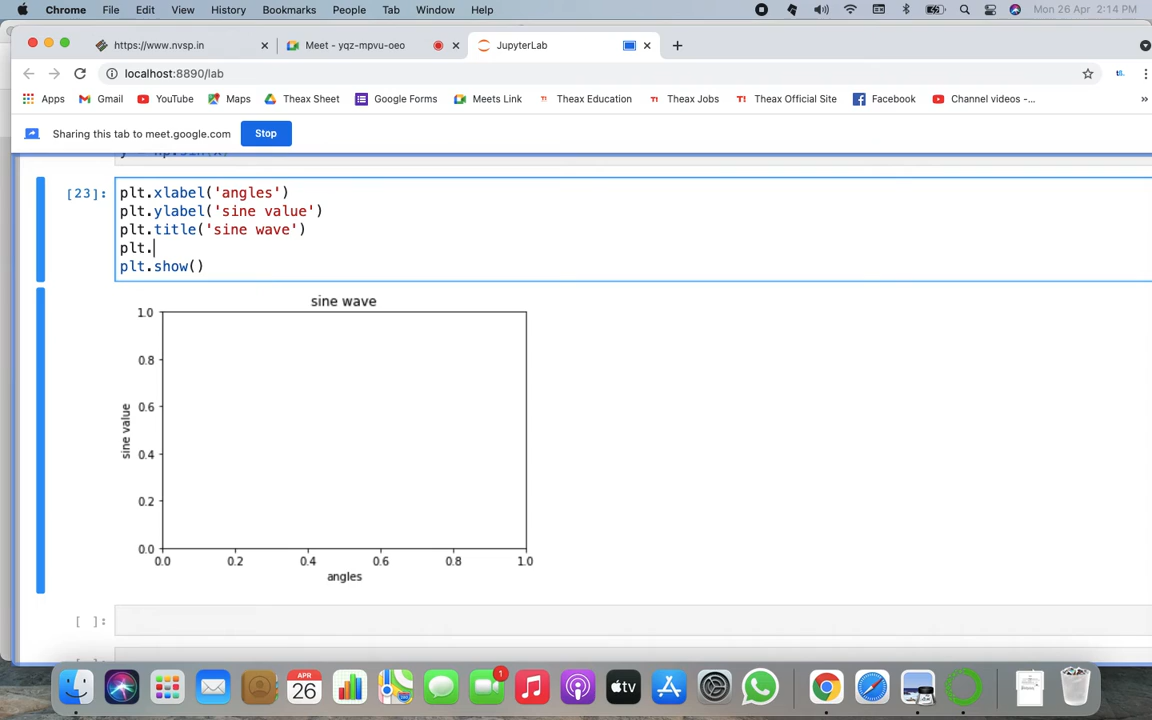 Chrome File Edit View History Bookmarks People Tab Window Help Mon 26 Apr 2:14 PM
https://www.nvsp.in Meet - yqz-mpvu-oeo JupyterLab
localhost:8890/lab
Apps Gmail YouTube Maps Theax Sheet Google Forms Meets Link Theax Education Theax Jobs Theax Official Site Facebook Channel videos -... »
Sharing this tab to meet.google.com Stop
y = np.sin(x)
[23]: plt.xlabel('angles')
plt.ylabel('sine value')
plt.title('sine wave')
plt.
plt.show()
sine wave
1.0
0.8
0.6
0.4
0.2
0.0
sine value
0.0 0.2 0.4 0.6 0.8 1.0
angles
[ ]:
APR
26
1
tv